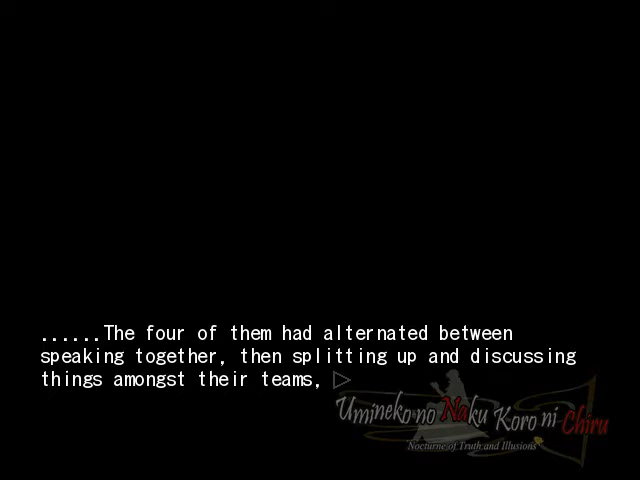 ......The four of them had alternated between
speaking together, then splitting up and discussing
things amongst their teams,
Umineko no Naku Koro ni Chiru
Nocturne of Truth and Illusions